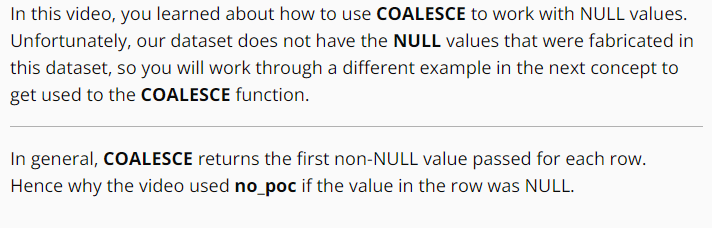 In this video, you learned about how to use COALESCE to work with NULL values.
Unfortunately, our dataset does not have the NULL values that were fabricated in
this dataset, so you will work through a different example in the next concept to
get used to the COALESCE function.
In general, COALESCE returns the first non-NULL value passed for each row.
Hence why the video used no_poc if the value in the row was NULL.